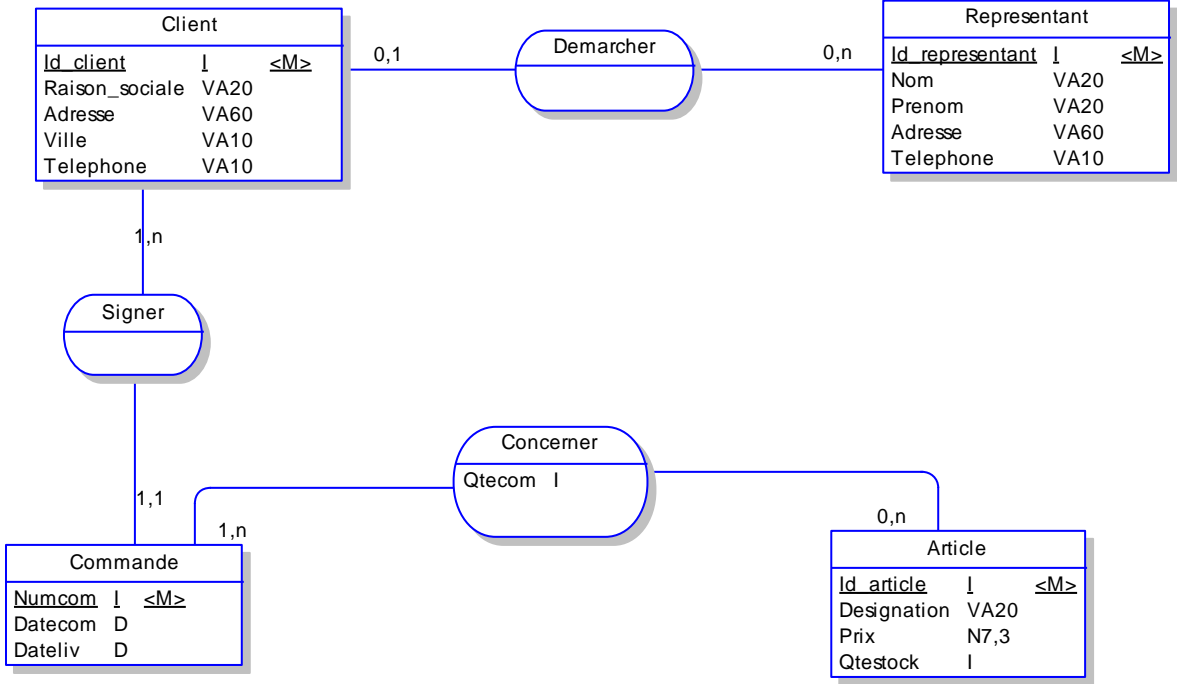 Client
Id_client I <M>
Raison_sociale VA20
Adresse VA60
Ville VA10
Telephone VA10
0,1
Demarcher
0,n
Representant
Id_representant I <M>
Nom VA20
Prenom VA20
Adresse VA60
Telephone VA10
1,n
Signer
1,1
Concerner
Qtecom I
1,n
0,n
Commande
Numcom I <M>
Datecom D
Dateliv D
Article
Id_article I <M>
Designation VA20
Prix N7,3
Qtestock I